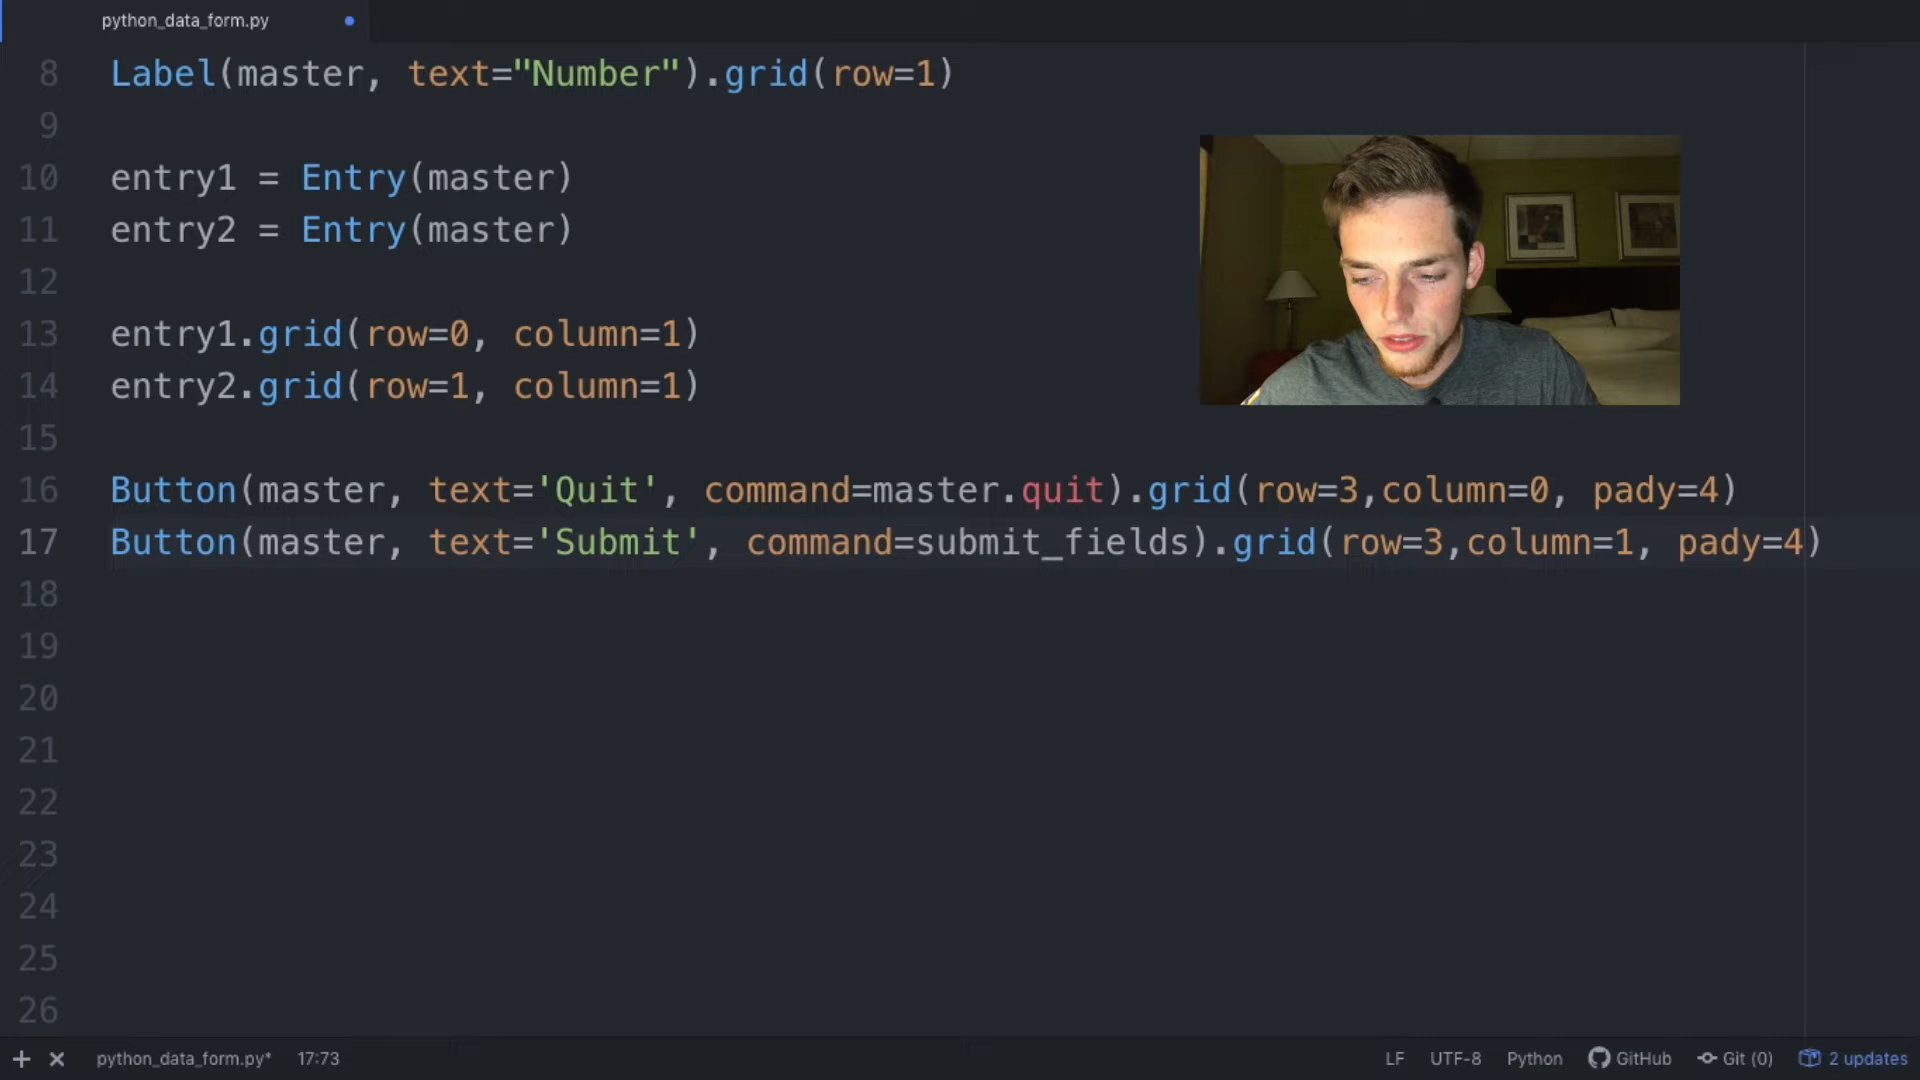 python_data_form.py
8 Label(master, text="Number").grid(row=1)
9
10 entry1 = Entry(master)
11 entry2 = Entry(master)
12
13 entry1.grid(row=0, column=1)
14 entry2.grid(row=1, column=1)
15
16 Button(master, text='Quit', command=master.quit).grid(row=3,column=0, pady=4)
17 Button(master, text='Submit', command=submit_fields).grid(row=3,column=1, pady=4)
18
19
20
21
22
23
24
25
26
python_data_form.py* 17:73 LF UTF-8 Python GitHub Git (0) 2 updates